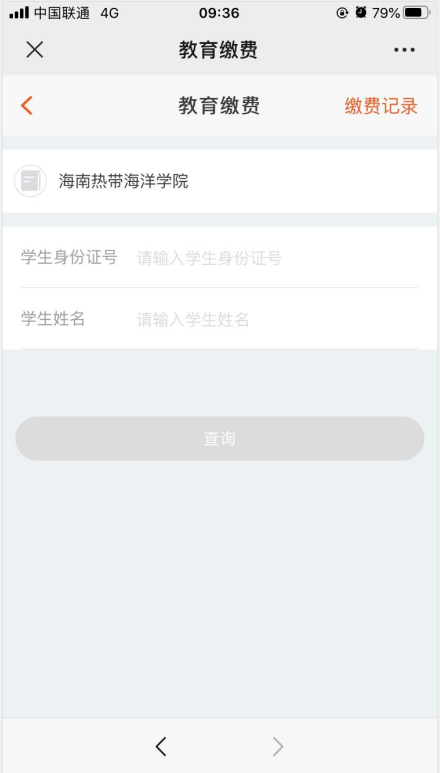 中国联通 4G 09:36 79%
教育缴费
教育缴费 缴费记录
海南热带海洋学院
学生身份证号 请输入学生身份证号
学生姓名 请输入学生姓名
查询